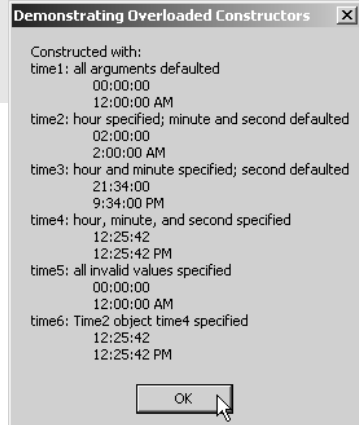 Demonstrating Overloaded Constructors
Constructed with:
time1: all arguments defaulted
00:00:00
12:00:00 AM
time2: hour specified; minute and second defaulted
02:00:00
2:00:00 AM
time3: hour and minute specified; second defaulted
21:34:00
9:34:00 PM
time4: hour, minute, and second specified
12:25:42
12:25:42 PM
time5: all invalid values specified
00:00:00
12:00:00 AM
time6: Time2 object time4 specified
12:25:42
12:25:42 PM
OK